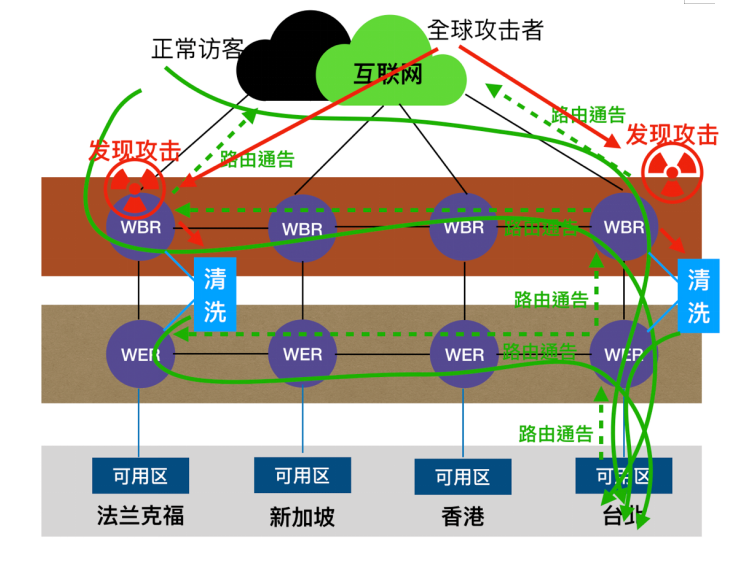 正常访客
全球攻击者
互联网
路由通告
发现攻击
发现攻击
路由通告
WBR
WBR
WBR
路由通告
WBR
清洗
清洗
路由通告
WER
WER
WER
路由通告
WER
路由通告
可用区
可用区
可用区
可用区
法兰克福
新加坡
香港
台北